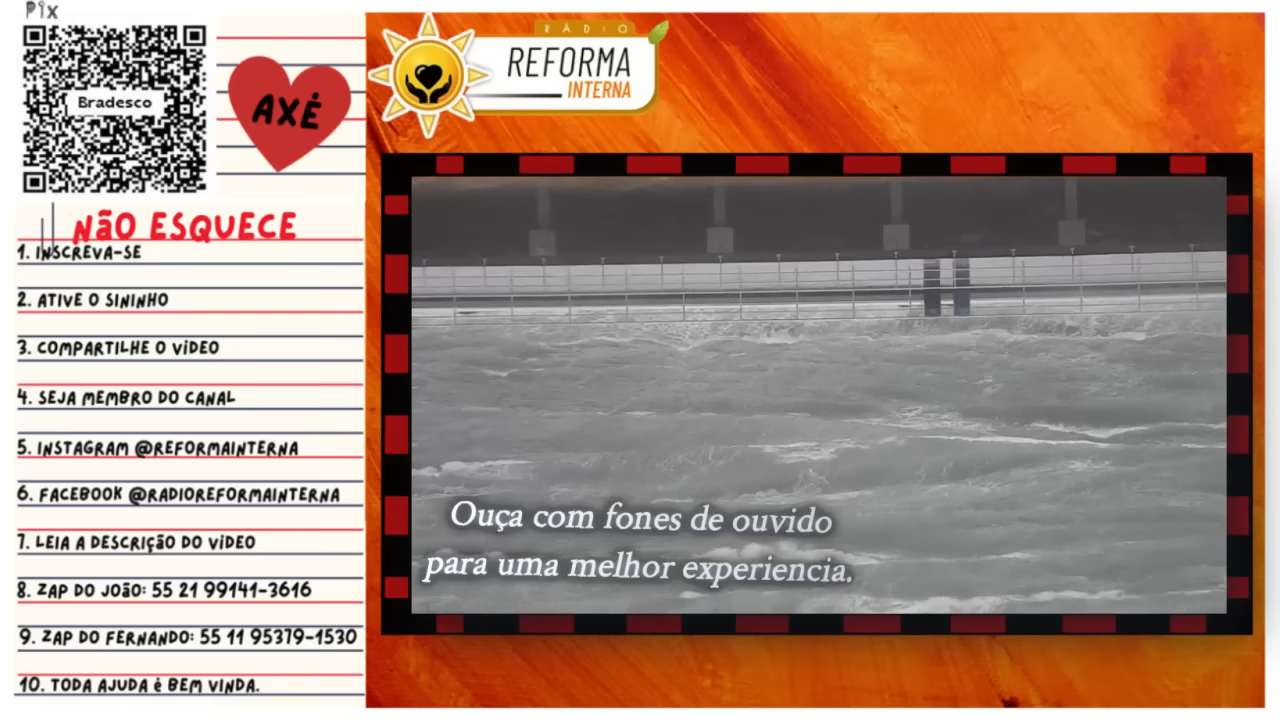 Pix
Bradesco
AXÉ
NãO ESQUECE
1. INSCREVA-SE
2. ATIVE O SININHO
3. COMPARTILHE O VíDEO
4. SEJA MEMBRO DO CANAL
5. INSTAGRAM @REFORMAINTERNA
6. FACEBOOK @RADIOREFORMAINTERNA
7. LEIA A DESCRIçãO DO VíDEO
8. ZAP DO JOãO: 55 21 99141-3616
9. ZAP DO FERNANDO: 55 11 95379-1530
10. TODA AJUDA é BEM VINDA.
RÁDIO
REFORMA
INTERNA
Ouça com fones de ouvido
para uma melhor experiencia.